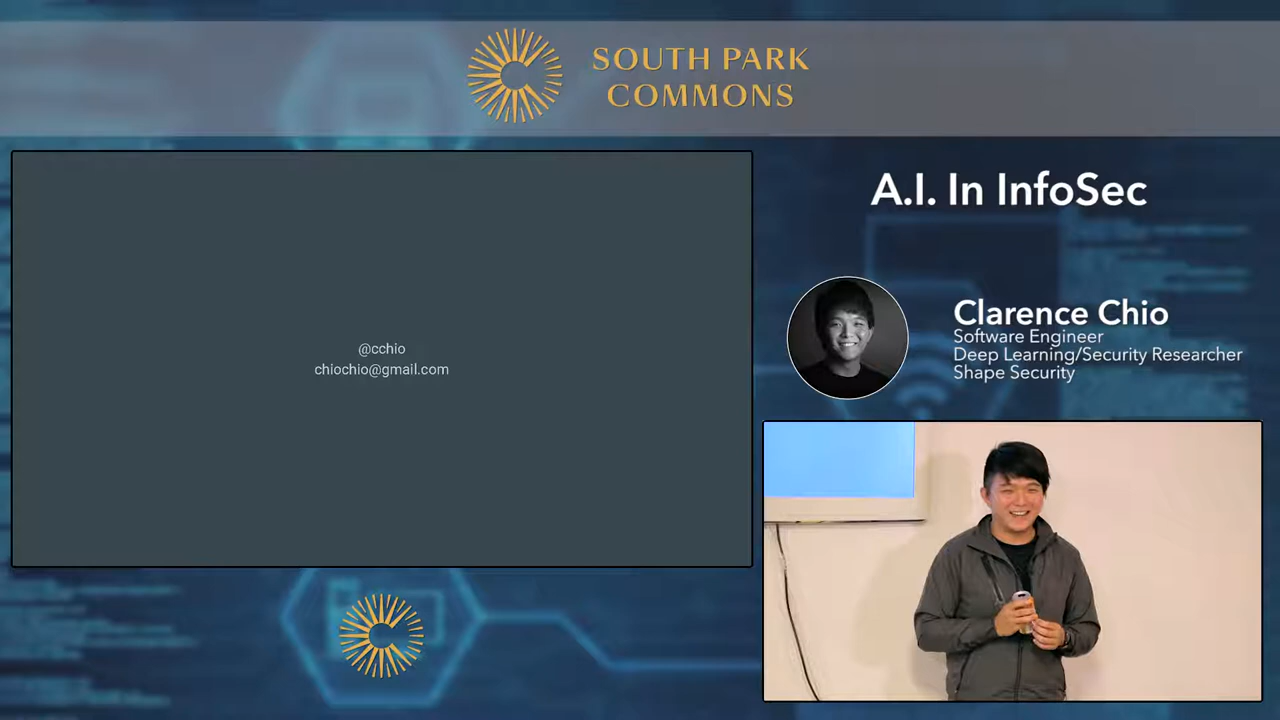 SOUTH PARK
COMMONS
@cchio
chiochio@gmail.com
A.I. In InfoSec
Clarence Chio
Software Engineer
Deep Learning/Security Researcher
Shape Security